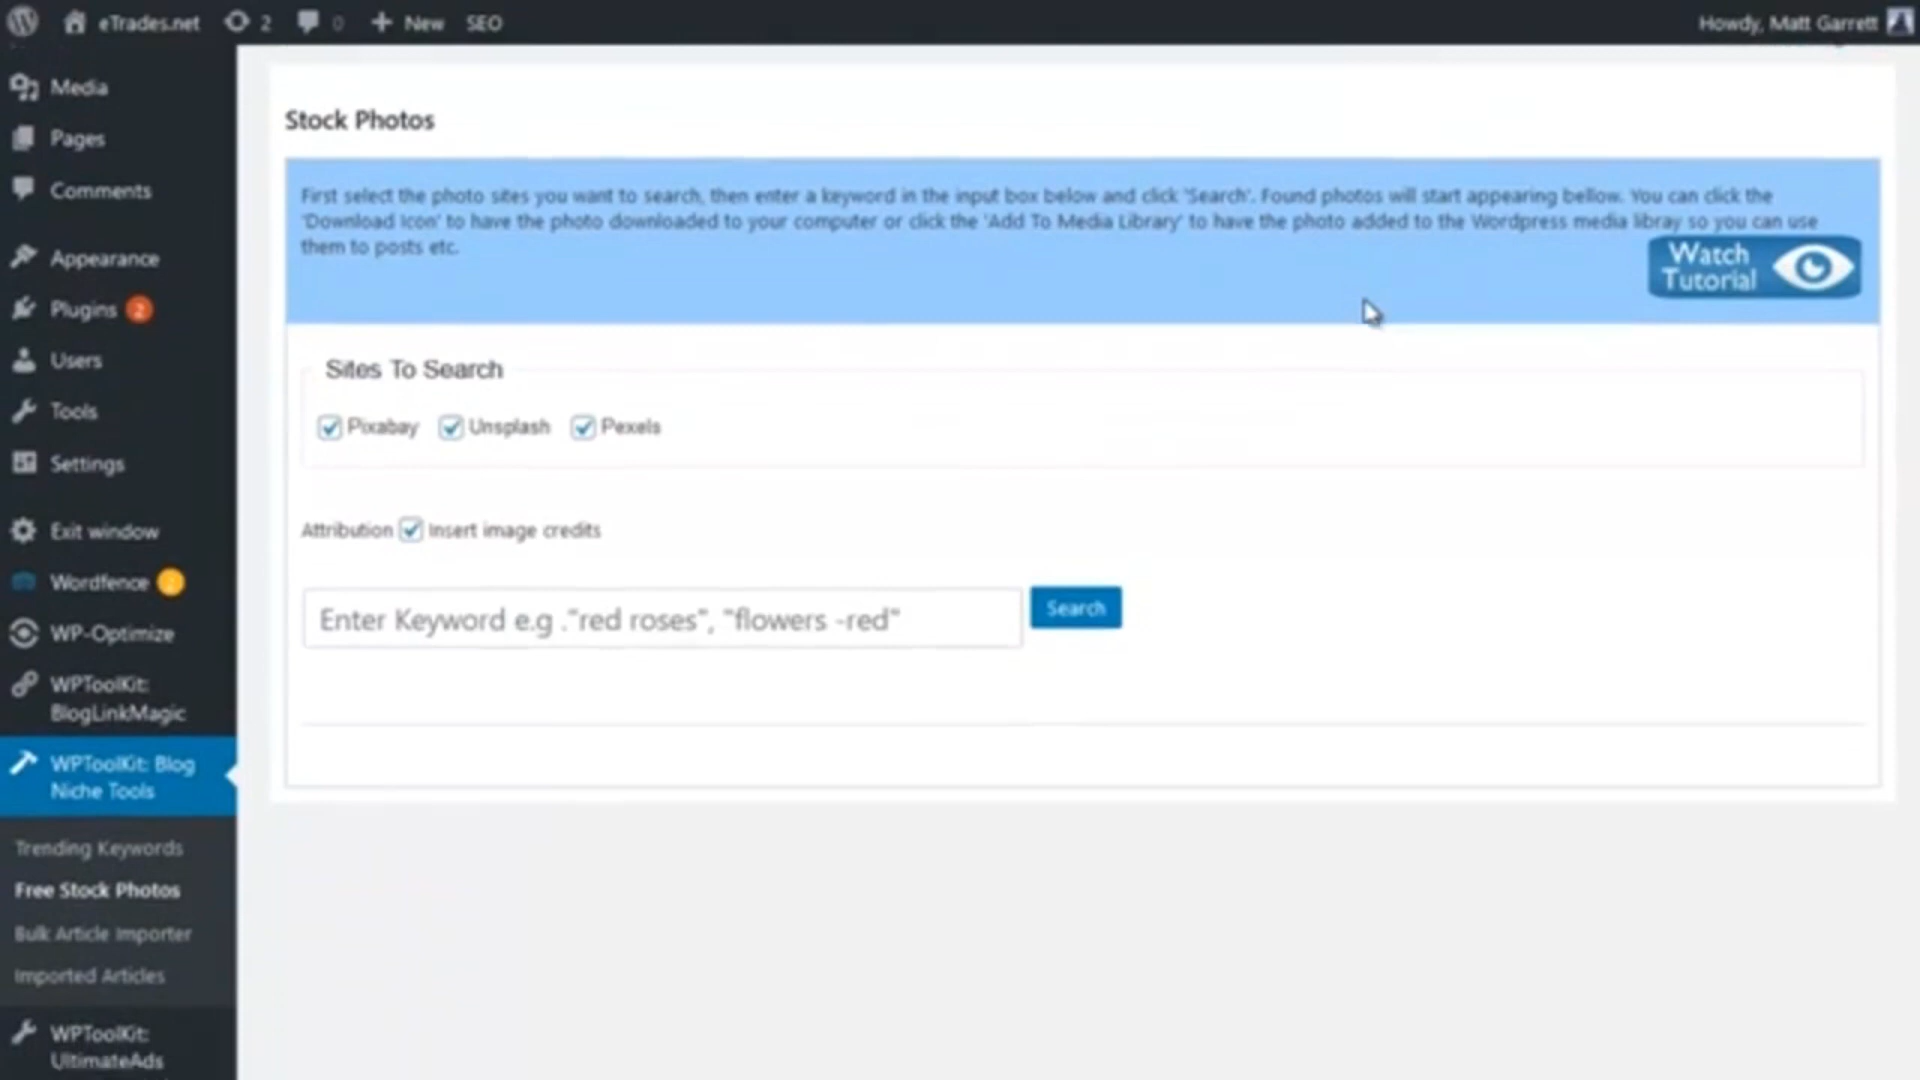 eTrades.net 2 0 New SEO Howdy, Matt Garrett
Media
Pages
Comments
Appearance
Plugins 2
Users
Tools
Settings
Exit window
Wordfence
WP-Optimize
WPToolKit:
BlogLinkMagic
WPToolKit: Blog
Niche Tools
Trending Keywords
Free Stock Photos
Bulk Article Importer
Imported Articles
WPToolKit:
UltimateAds
Stock Photos
First select the photo sites you want to search, then enter a keyword in the input box below and click 'Search'. Found photos will start appearing bellow. You can click the
'Download Icon' to have the photo downloaded to your computer or click the 'Add To Media Library' to have the photo added to the Wordpress media libray so you can use
them to posts etc.
Watch
Tutorial
Sites To Search
Pixabay Unsplash Pexels
Attribution Insert image credits
Enter Keyword e.g ."red roses", "flowers -red"
Search